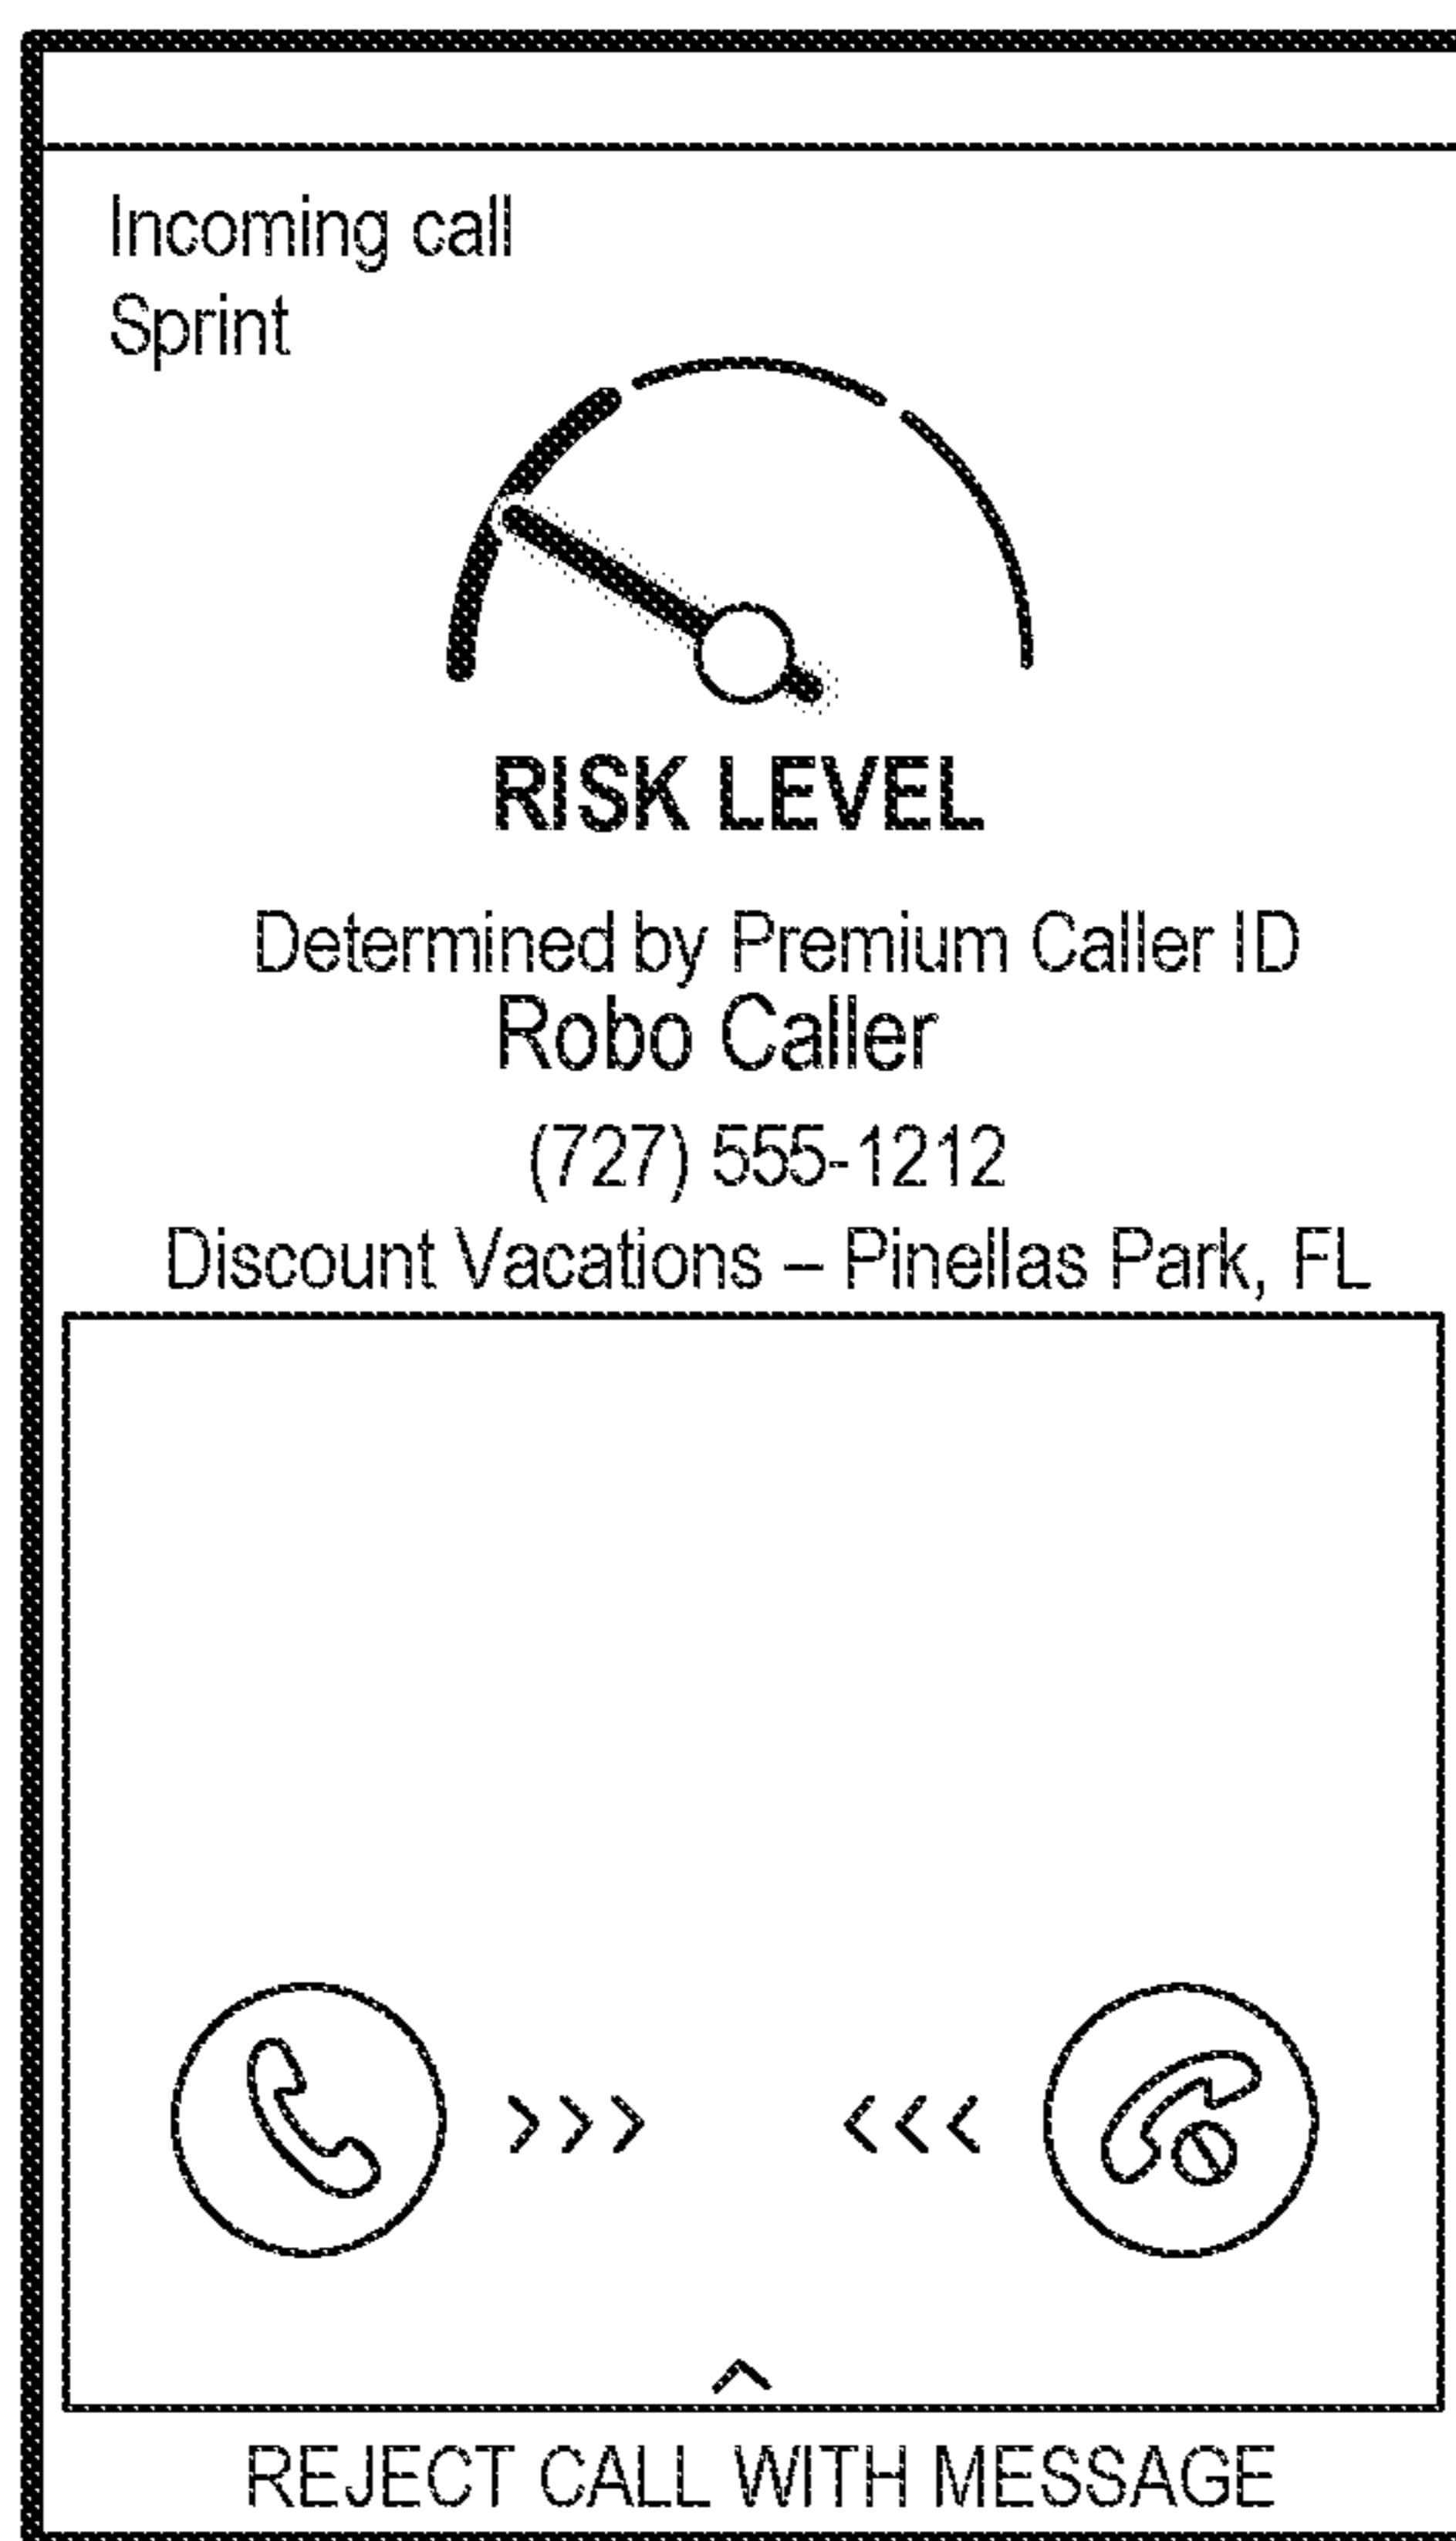 Incoming call
Sprint
RISK LEVEL
Determined by Premium Caller ID
Robo Caller
(727) 555-1212
Discount Vacations – Pinellas Park, FL
REJECT CALL WITH MESSAGE